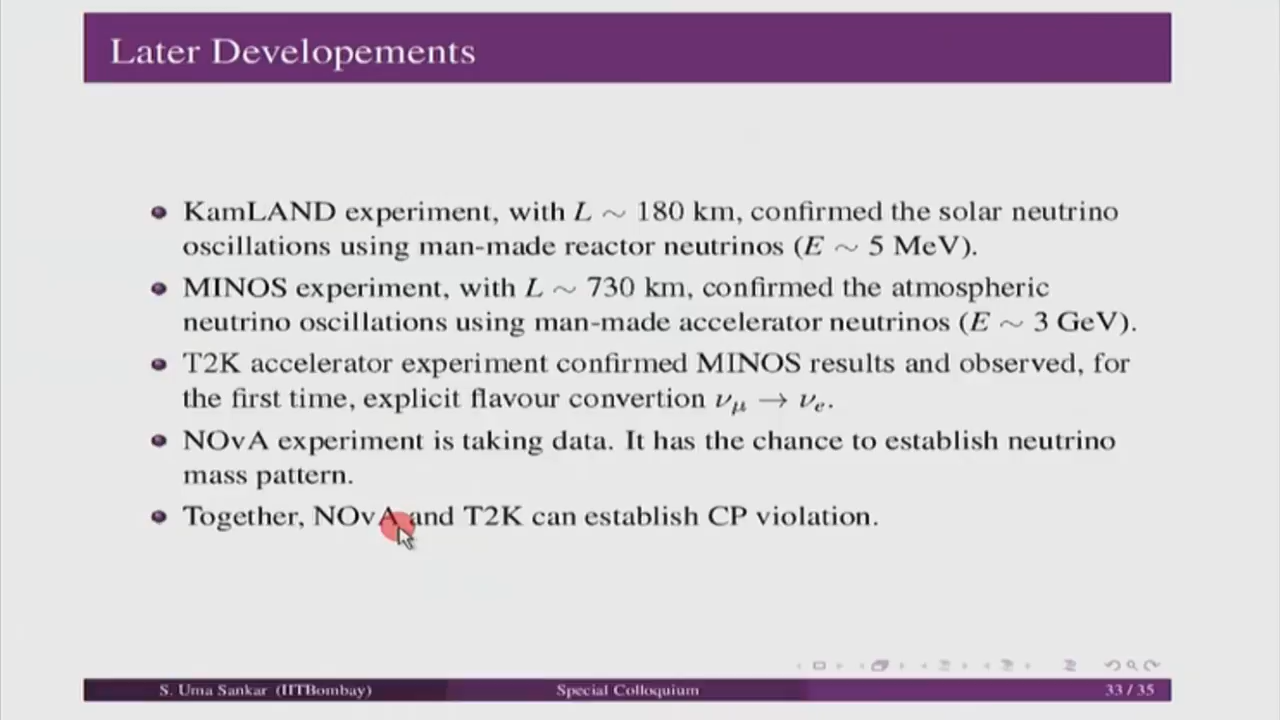 Later Developements
KamLAND experiment, with L ∼ 180 km, confirmed the solar neutrino
oscillations using man-made reactor neutrinos (E ∼ 5 MeV).
MINOS experiment, with L ∼ 730 km, confirmed the atmospheric
neutrino oscillations using man-made accelerator neutrinos (E ∼ 3 GeV).
T2K accelerator experiment confirmed MINOS results and observed, for
the first time, explicit flavour convertion ν_μ → ν_e.
NOvA experiment is taking data. It has the chance to establish neutrino
mass pattern.
Together, NOvA and T2K can establish CP violation.
S. Uma Sankar (IITBombay) Special Colloquium 33 / 35